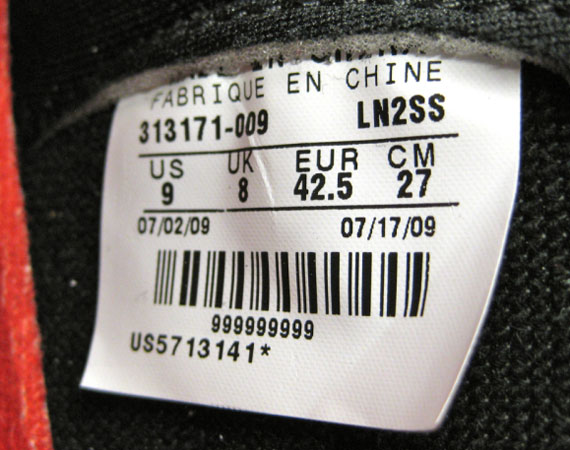 FABRIQUE EN CHINE
313171-009 LN2SS
US UK EUR CM
9 8 42.5 27
07/02/09 07/17/09
999999999
US5713141*